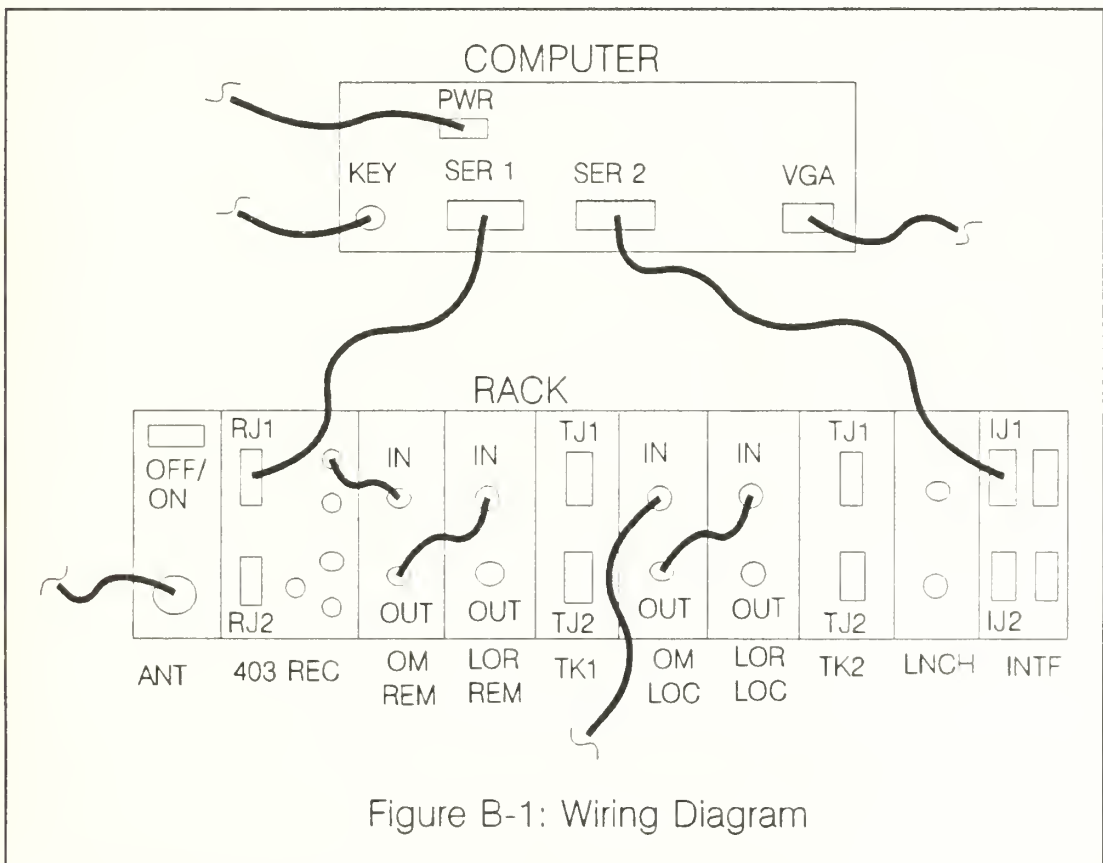 COMPUTER
PWR
KEY SER 1 SER 2 VGA
RACK
OFF/
ON
RJ1 IN IN TJ1 IN IN TJ1 IJ1
RJ2 OUT OUT TJ2 OUT OUT TJ2 IJ2
ANT 403 REC OM
REM LOR
REM TK1 OM
LOC LOR
LOC TK2 LNCH INTF
Figure B-1: Wiring Diagram